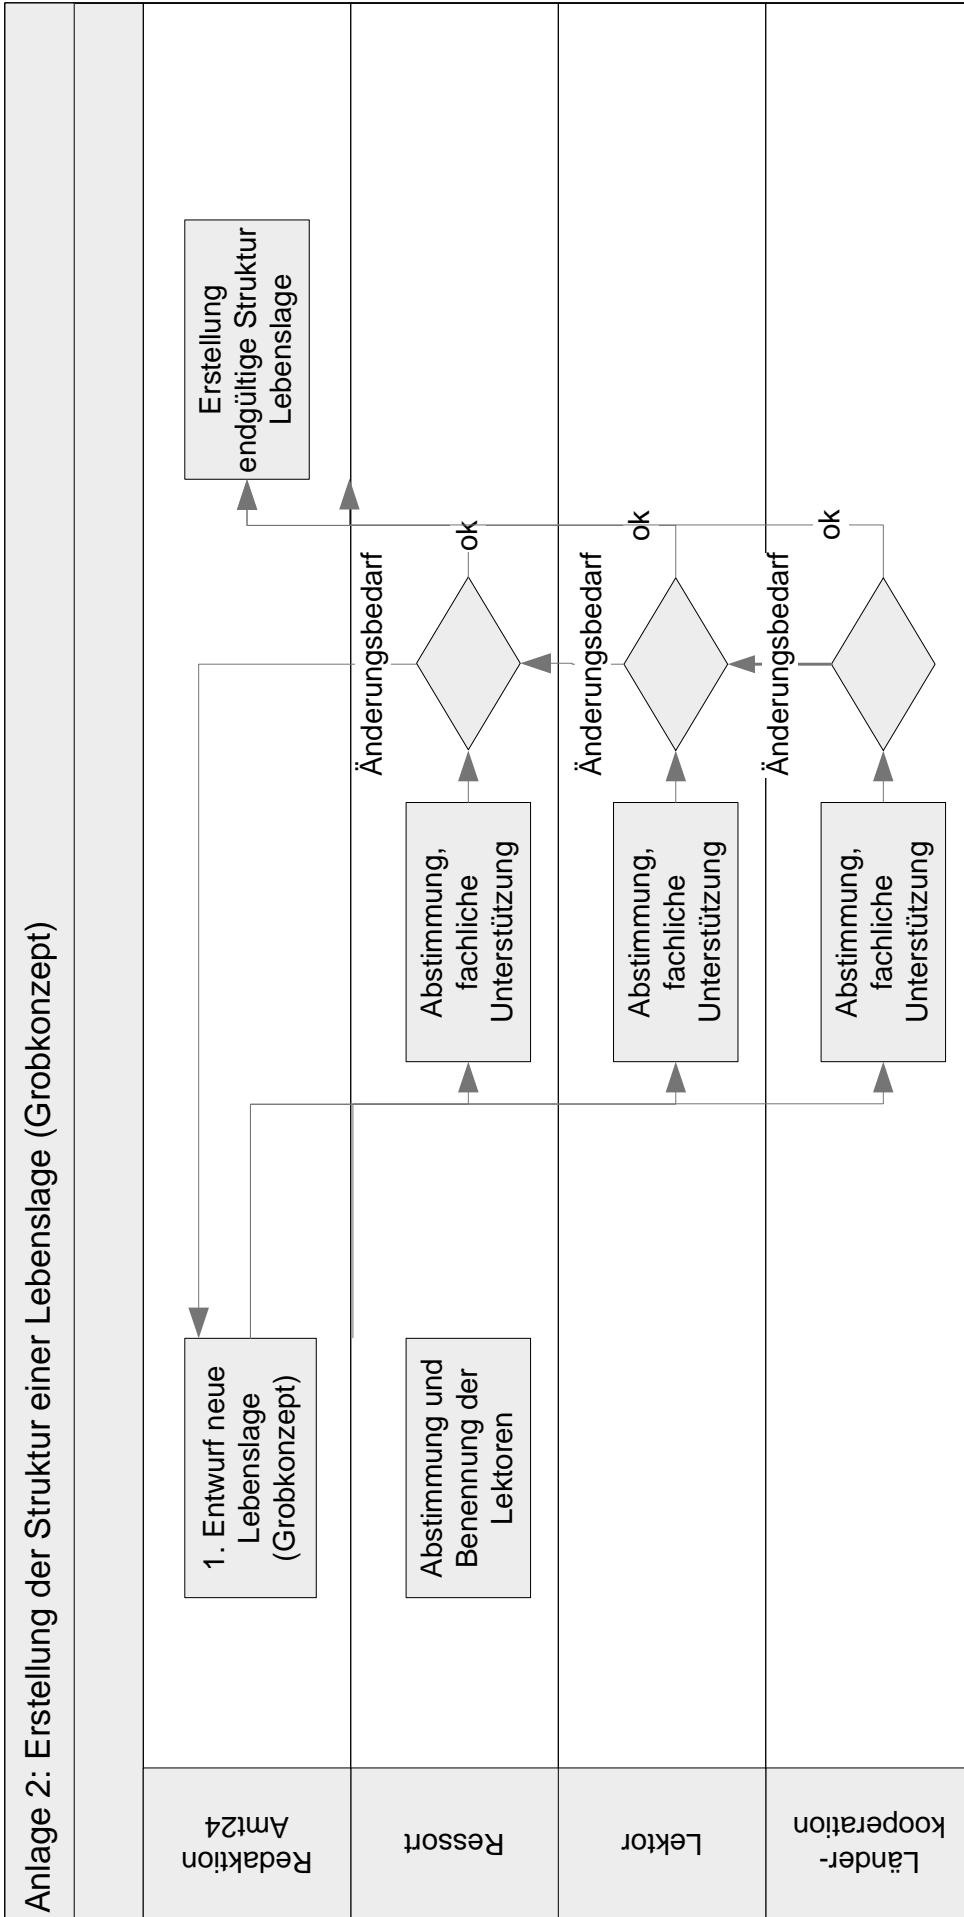 Anlage 2: Erstellung der Struktur einer Lebenslage (Grobkonzept)
Redaktion
Amt24
1. Entwurf neue
Lebenslage
(Grobkonzept)
Erstellung
endgültige Struktur
Lebenslage
Ressort
Abstimmung und
Benennung der
Lektoren
Abstimmung,
fachliche
Unterstützung
Änderungsbedarf
ok
Lektor
Abstimmung,
fachliche
Unterstützung
Änderungsbedarf
ok
Länder-
kooperation
Abstimmung,
fachliche
Unterstützung
Änderungsbedarf
ok